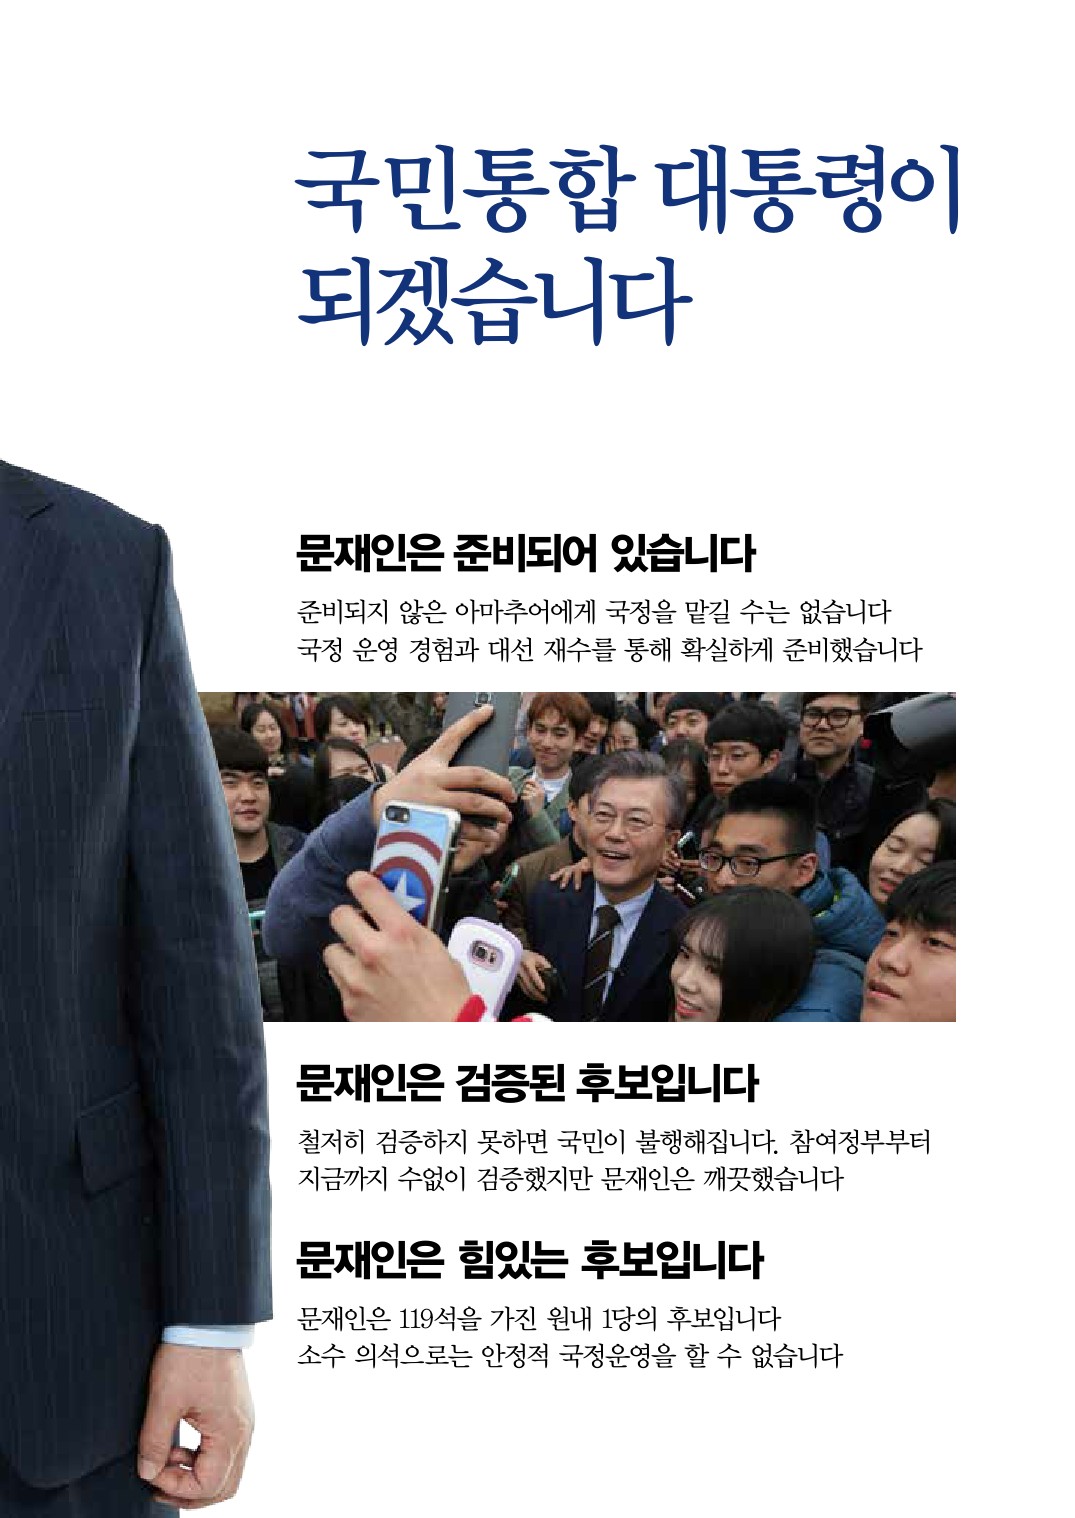 국민통합 대통령이
되겠습니다
문재인은 준비되어 있습니다
준비되지 않은 아마추어에게 국정을 맡길 수는 없습니다
국정 운영 경험과 대선 재수를 통해 확실하게 준비했습니다
문재인은 검증된 후보입니다
철저히 검증하지 못하면 국민이 불행해집니다. 참여정부부터
지금까지 수없이 검증했지만 문재인은 깨끗했습니다
문재인은 힘있는 후보입니다
문재인은 119석을 가진 원내 1당의 후보입니다
소수 의석으로는 안정적 국정운영을 할 수 없습니다